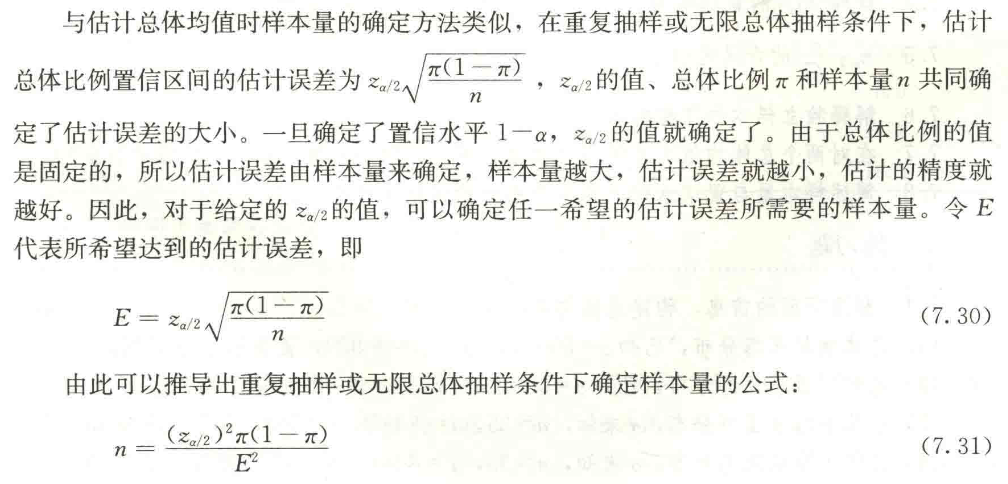 与估计总体均值时样本量的确定方法类似，在重复抽样或无限总体抽样条件下，估计
总体比例置信区间的估计误差为 $z_{\alpha/2}\sqrt{\frac{\pi(1-\pi)}{n}}$，$z_{\alpha/2}$的值、总体比例 π 和样本量 n 共同确
定了估计误差的大小。一旦确定了置信水平 1－α，$z_{\alpha/2}$的值就确定了。由于总体比例的值
是固定的，所以估计误差由样本量来确定，样本量越大，估计误差就越小，估计的精度就
越好。因此，对于给定的 $z_{\alpha/2}$的值，可以确定任一希望的估计误差所需要的样本量。令 E
代表所希望达到的估计误差，即
$E = z_{\alpha/2}\sqrt{\frac{\pi(1-\pi)}{n}}$ (7.30)
由此可以推导出重复抽样或无限总体抽样条件下确定样本量的公式：
$n = \frac{(z_{\alpha/2})^2\pi(1-\pi)}{E^2}$ (7.31)